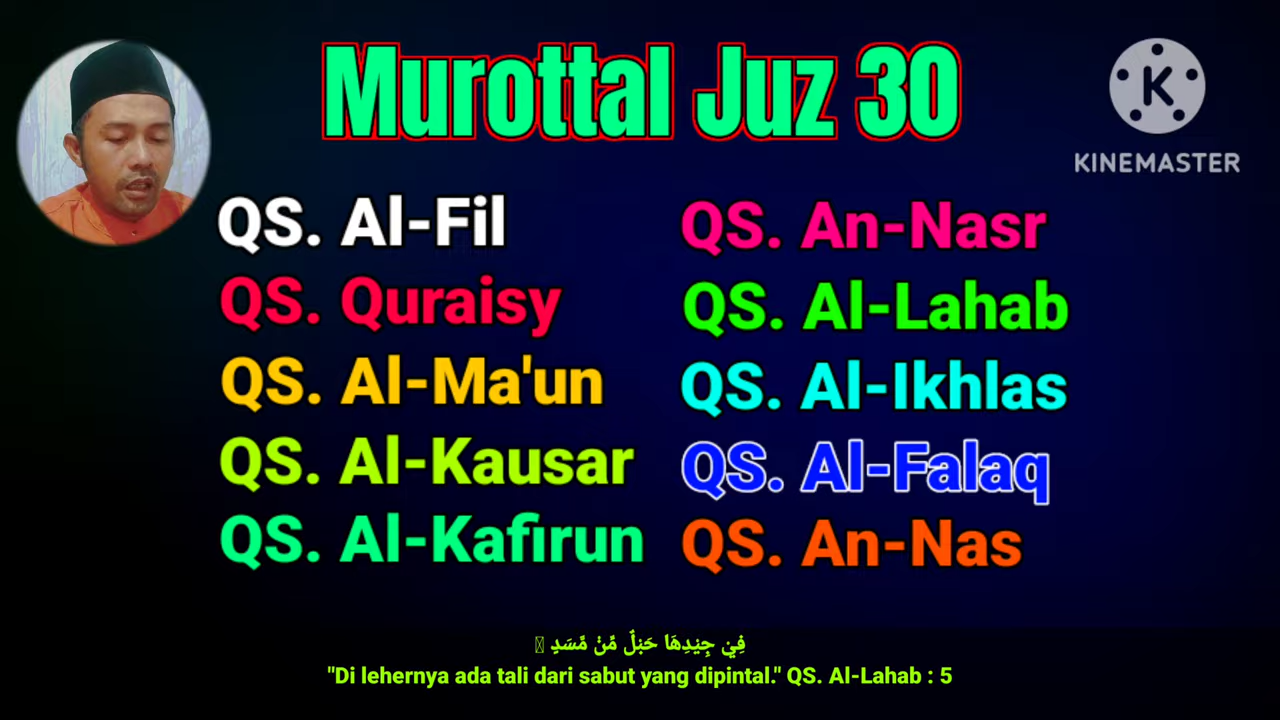 Murottal Juz 30
K
KINEMASTER
QS. Al-Fil
QS. Quraisy
QS. Al-Ma'un
QS. Al-Kausar
QS. Al-Kafirun
QS. An-Nasr
QS. Al-Lahab
QS. Al-Ikhlas
QS. Al-Falaq
QS. An-Nas
فِيْ جِيْدِهَا حَبْلٌ مِّنْ مَّسَدٍ
"Di lehernya ada tali dari sabut yang dipintal." QS. Al-Lahab : 5